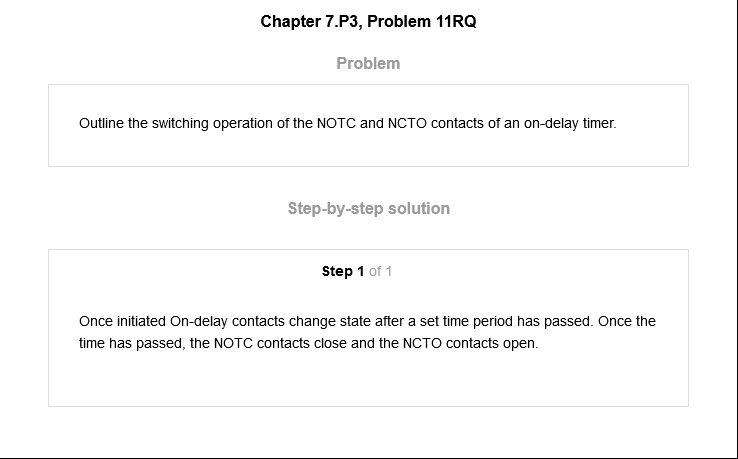 Chapter 7.P3, Problem 11RQ
Problem
Outline the switching operation of the NOTC and NCTO contacts of an on-delay timer.
Step-by-step solution
Step 1 of 1
Once initiated On-delay contacts change state after a set time period has passed. Once the
time has passed, the NOTC contacts close and the NCTO contacts open.